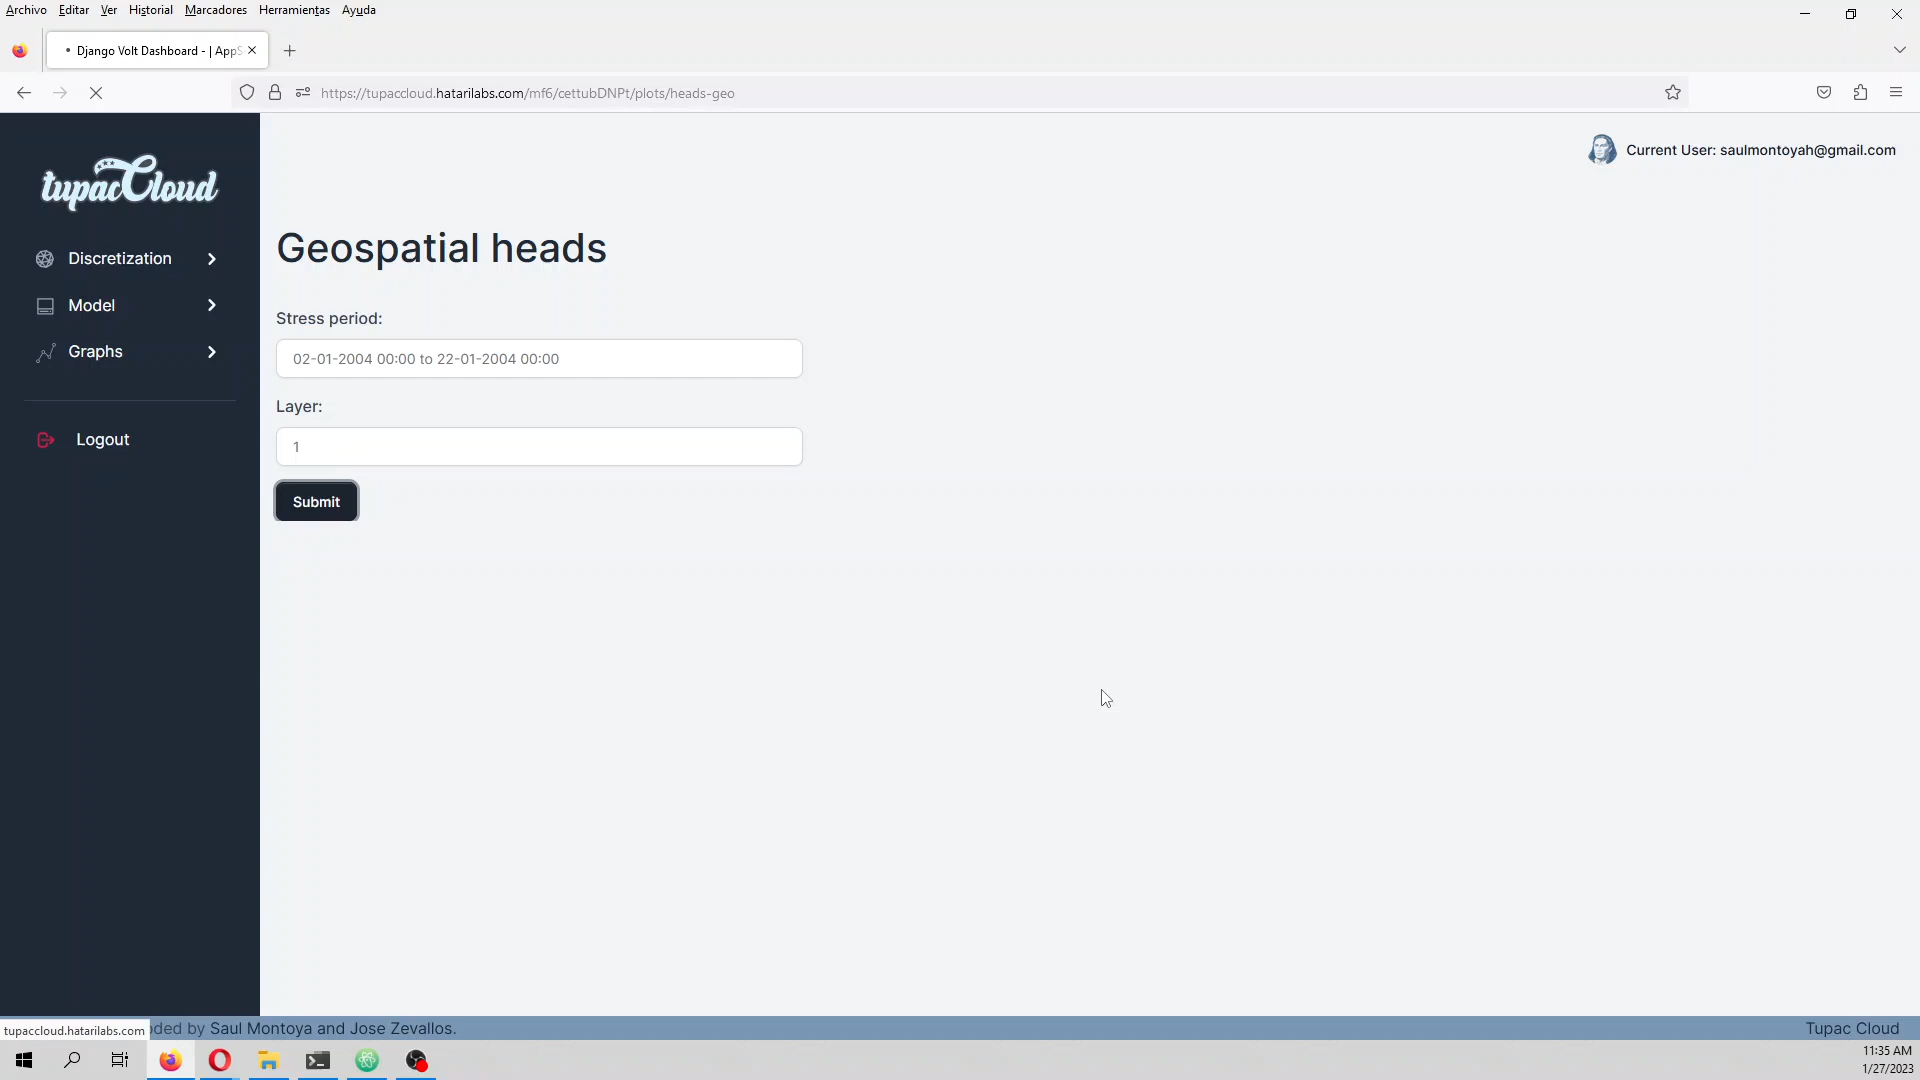 Archivo Editar Ver Historial Marcadores Herramientas Ayuda
Django Volt Dashboard - | AppS
https://tupaccloud.hatarilabs.com/mf6/cettubDNPt/plots/heads-geo
tupacCloud
Current User: saulmontoyah@gmail.com
Discretization
Model
Graphs
Logout
Geospatial heads
Stress period:
02-01-2004 00:00 to 22-01-2004 00:00
Layer:
1
Submit
tupaccloud.hatarilabs.com
oded by Saul Montoya and Jose Zevallos.
Tupac Cloud
11:35 AM
1/27/2023